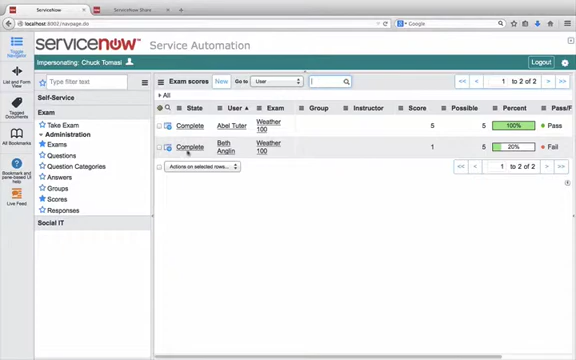 ServiceNow
ServiceNow Share
localhost:8002/navpage.do
Google
servicenow
Service Automation
Impersonating: Chuck Tomasi
Logout
Toggle
Navigator
List and Form
View
Tagged
Documents
All Bookmarks
Bookmark and
pane-based UI
help
Live Feed
Type filter text
Self-Service
Exam
Take Exam
Administration
Exams
Questions
Question Categories
Answers
Groups
Scores
Responses
Social IT
Exam scores
New
Go to
User
1 to 2 of 2
All
State
User
Exam
Group
Instructor
Score
Possible
Percent
Pass/F
Complete
Abel Tuter
Weather
100
5
5
100%
Pass
Complete
Beth
Anglin
Weather
100
1
5
20%
Fail
Actions on selected rows...
1 to 2 of 2